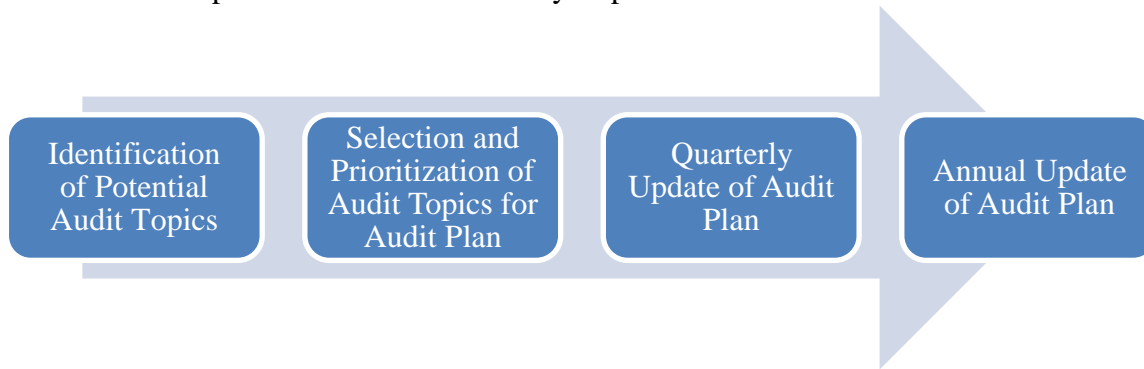 Identification
of Potential
Audit Topics
Selection and
Prioritization of
Audit Topics for
Audit Plan
Quarterly
Update of Audit
Plan
Annual Update
of Audit Plan